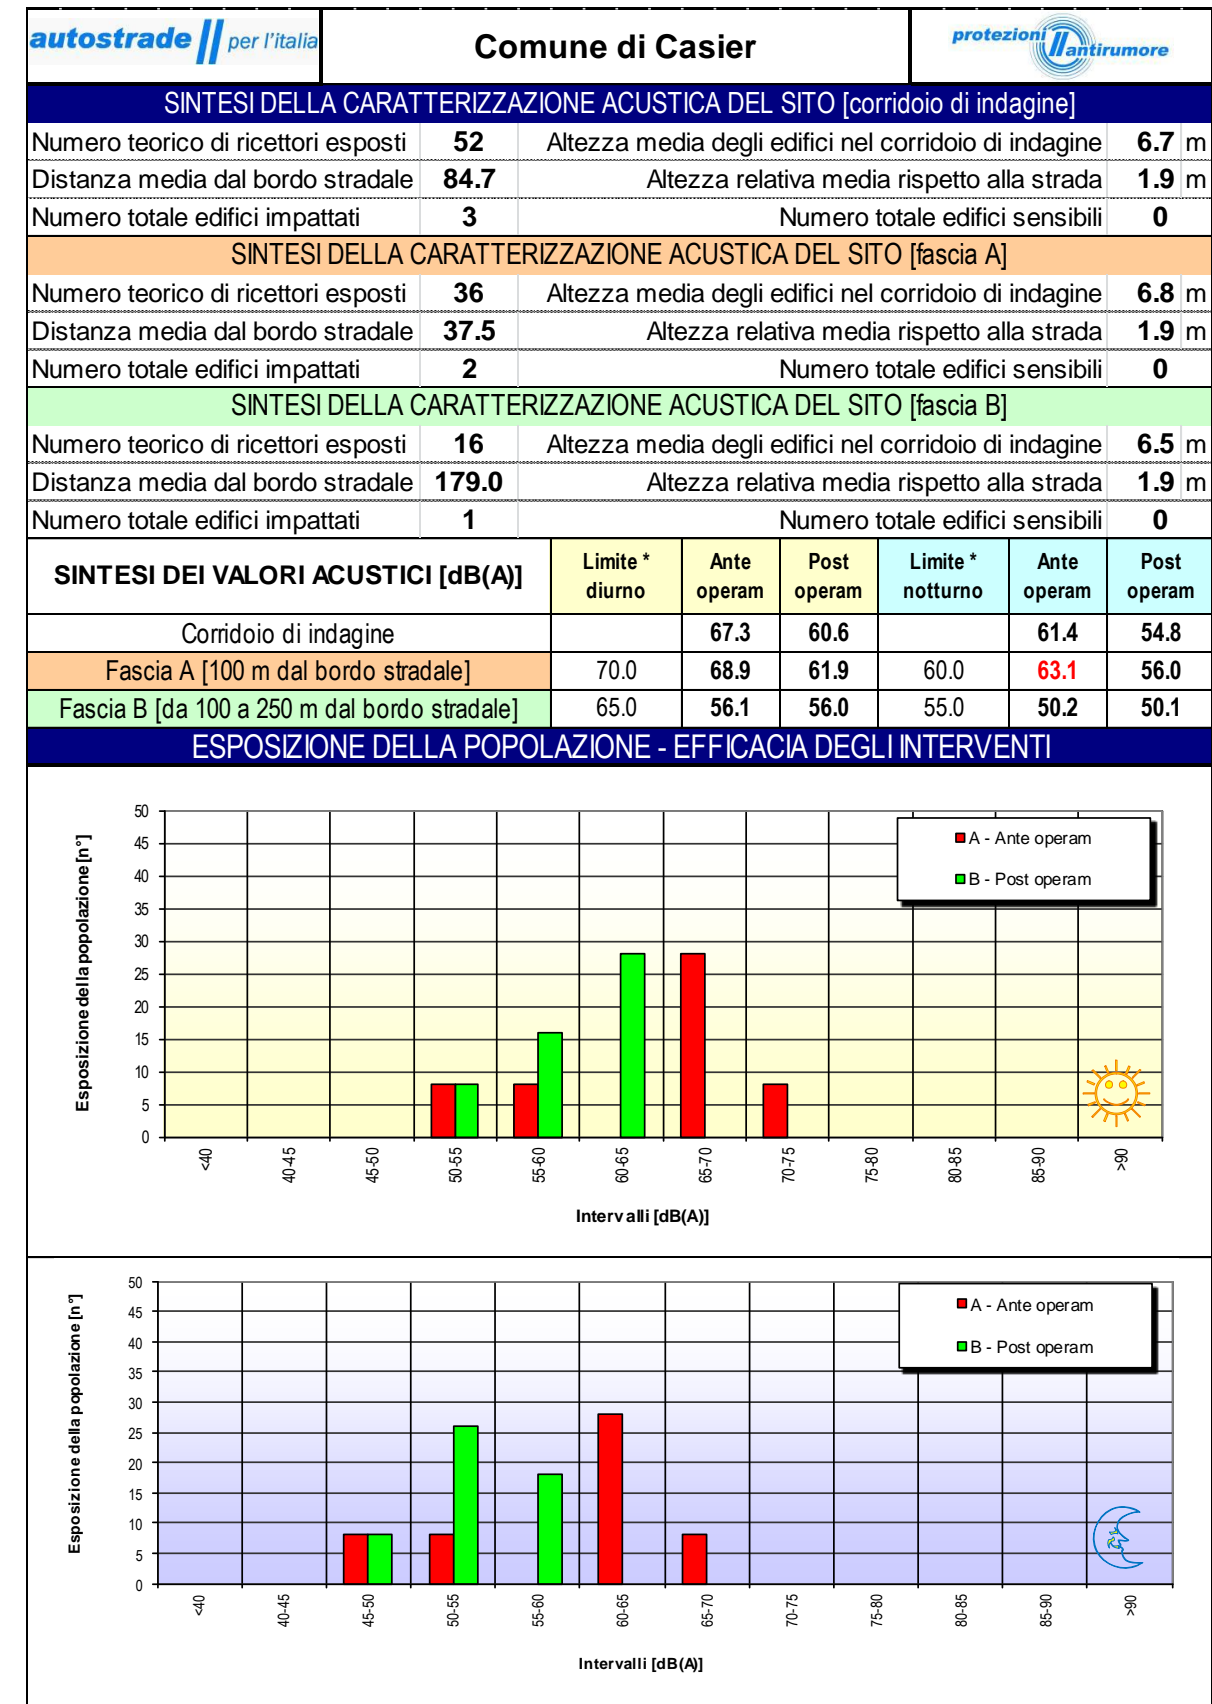 autostrade per l'italia
Comune di Casier
protezioni antirumore
SINTESI DELLA CARATTERIZZAZIONE ACUSTICA DEL SITO [corridoio di indagine]
Numero teorico di ricettori esposti 52 Altezza media degli edifici nel corridoio di indagine 6.7 m
Distanza media dal bordo stradale 84.7 Altezza relativa media rispetto alla strada 1.9 m
Numero totale edifici impattati 3 Numero totale edifici sensibili 0
SINTESI DELLA CARATTERIZZAZIONE ACUSTICA DEL SITO [fascia A]
Numero teorico di ricettori esposti 36 Altezza media degli edifici nel corridoio di indagine 6.8 m
Distanza media dal bordo stradale 37.5 Altezza relativa media rispetto alla strada 1.9 m
Numero totale edifici impattati 2 Numero totale edifici sensibili 0
SINTESI DELLA CARATTERIZZAZIONE ACUSTICA DEL SITO [fascia B]
Numero teorico di ricettori esposti 16 Altezza media degli edifici nel corridoio di indagine 6.5 m
Distanza media dal bordo stradale 179.0 Altezza relativa media rispetto alla strada 1.9 m
Numero totale edifici impattati 1 Numero totale edifici sensibili 0
SINTESI DEI VALORI ACUSTICI [dB(A)]
Limite * Ante Post Limite * Ante Post
diurno operam operam notturno operam operam
Corridoio di indagine 67.3 60.6 61.4 54.8
Fascia A [100 m dal bordo stradale] 70.0 68.9 61.9 60.0 63.1 56.0
Fascia B [da 100 a 250 m dal bordo stradale] 65.0 56.1 56.0 55.0 50.2 50.1
ESPOSIZIONE DELLA POPOLAZIONE - EFFICACIA DEGLI INTERVENTI
Esposizione della popolazione [n°]
50
45
40
35
30
25
20
15
10
5
0
A - Ante operam
B - Post operam
<40 40-45 45-50 50-55 55-60 60-65 65-70 70-75 75-80 80-85 85-90 >90
Intervalli [dB(A)]
Esposizione della popolazione [n°]
50
45
40
35
30
25
20
15
10
5
0
A - Ante operam
B - Post operam
<40 40-45 45-50 50-55 55-60 60-65 65-70 70-75 75-80 80-85 85-90 >90
Intervalli [dB(A)]